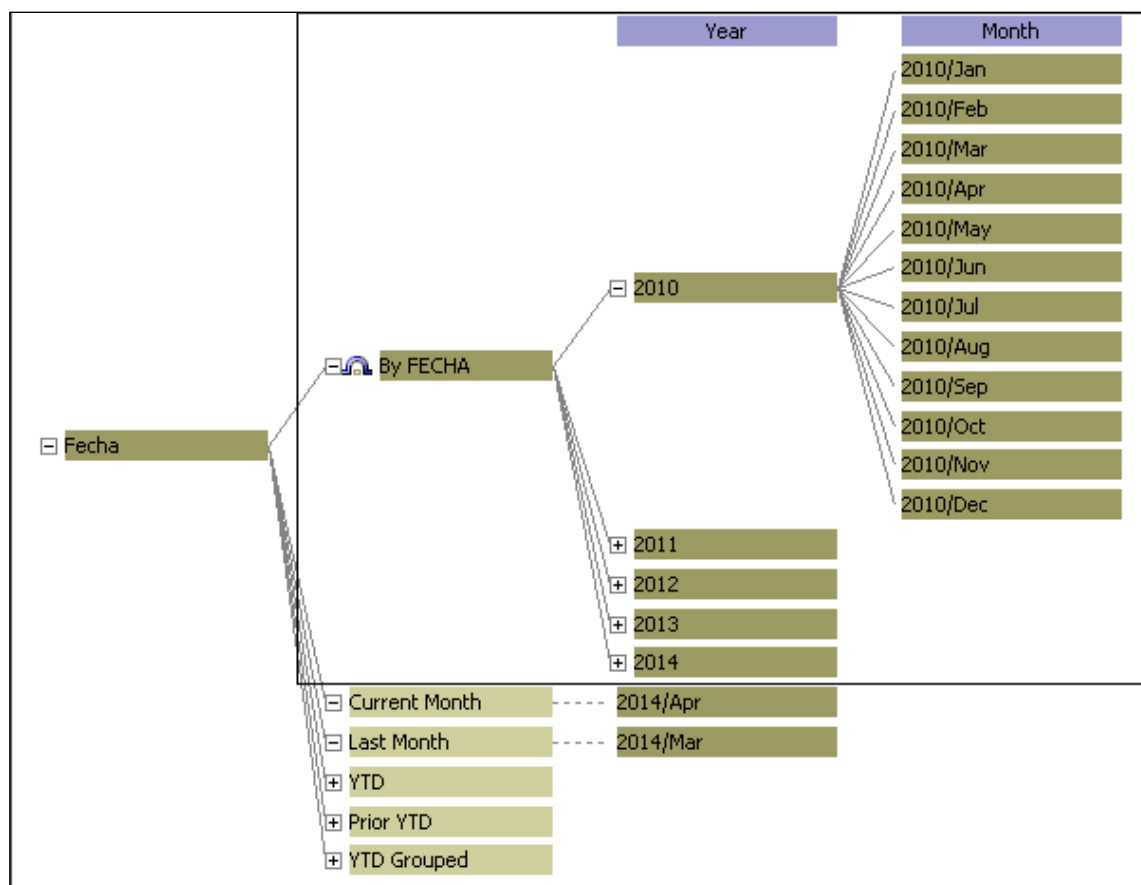 Year
Month
2010/Jan
2010/Feb
2010/Mar
2010/Apr
2010/May
2010/Jun
2010
2010/Jul
2010/Aug
By FECHA
2010/Sep
2010/Oct
Fecha
2010/Nov
2010/Dec
2011
2012
2013
2014
Current Month
2014/Apr
Last Month
2014/Mar
YTD
Prior YTD
YTD Grouped